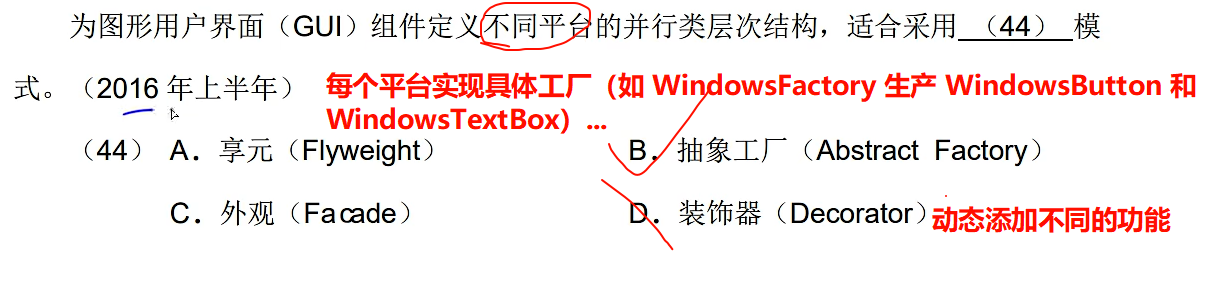 为图形用户界面（GUI）组件定义不同平台的并行类层次结构，适合采用 （44） 模
式。（2016 年上半年） 每个平台实现具体工厂（如 WindowsFactory 生产 WindowsButton 和
WindowsTextBox）...
（44） A．享元（Flyweight） B．抽象工厂（Abstract Factory）
C．外观（Facade） D．装饰器（Decorator）动态添加不同的功能